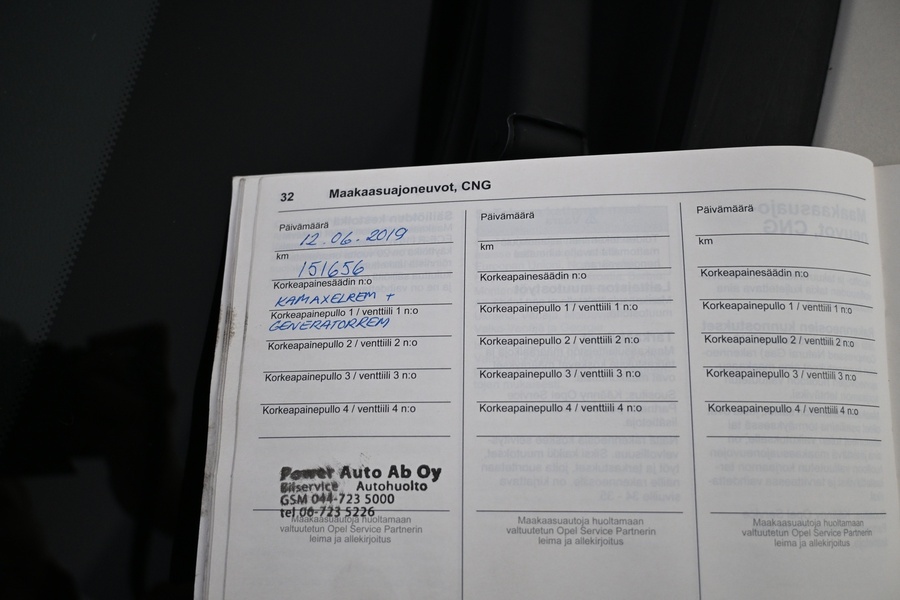 32 Maakaasuajoneuvot, CNG
Päivämäärä
12.06.2019
km
151656
Korkeapainesäädin n:o
KAMAXELREM +
Korkeapainepullo 1 / venttiili 1 n:o
GENERATORREM
Korkeapainepullo 2 / venttiili 2 n:o
Korkeapainepullo 3 / venttiili 3 n:o
Korkeapainepullo 4 / venttiili 4 n:o
Power Auto Ab Oy
Bilservice Autohuolto
GSM 044-723 5000
tel.06-723 5226
Maakaasuautoja huoltamaan
valtuutetun Opel Service Partnerin
leima ja allekirjoitus
Päivämäärä
km
Korkeapainesäädin n:o
Korkeapainepullo 1 / venttiili 1 n:o
Korkeapainepullo 2 / venttiili 2 n:o
Korkeapainepullo 3 / venttiili 3 n:o
Korkeapainepullo 4 / venttiili 4 n:o
Maakaasuautoja huoltamaan
valtuutetun Opel Service Partnerin
leima ja allekirjoitus
Päivämäärä
km
Korkeapainesäädin n:o
Korkeapainepullo 1 / venttiili 1 n:o
Korkeapainepullo 2 / venttiili 2 n:o
Korkeapainepullo 3 / venttiili 3 n:o
Korkeapainepullo 4 / venttiili 4 n:o
Maakaasuautoja huoltamaan
valtuutetun Opel Service Partnerin
leima ja allekirjoitus